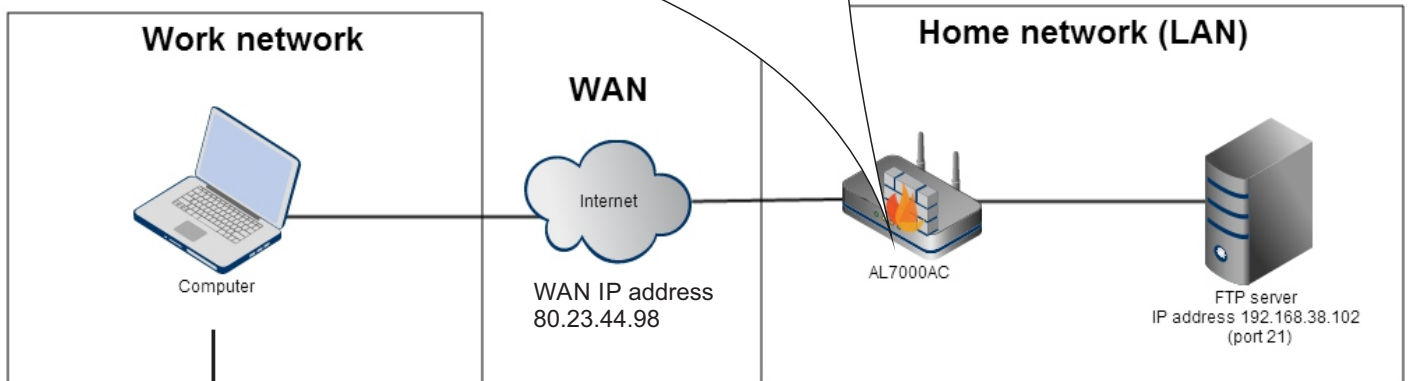 Work network
Home network (LAN)
WAN
Internet
Computer
WAN IP address
80.23.44.98
AL7000AC
FTP server
IP address 192.168.38.102
(port 21)